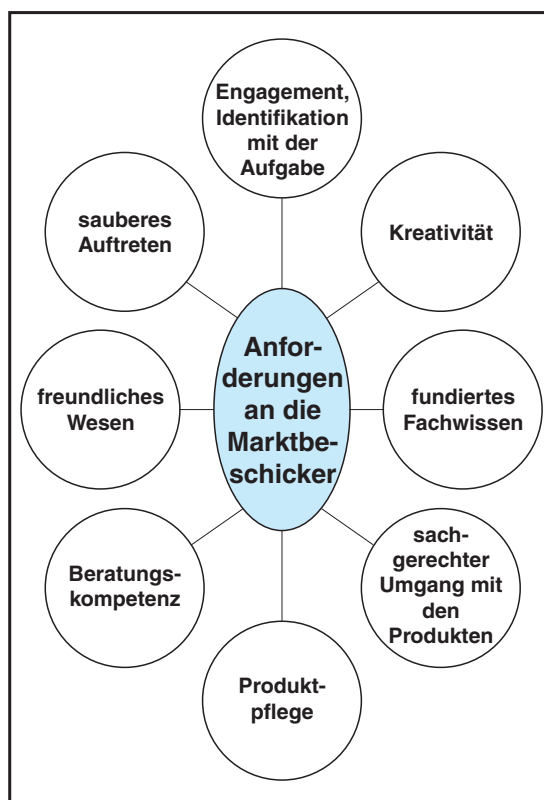 Engagement,
Identifikation
mit der
Aufgabe
sauberes
Auftreten
Kreativität
Anfor-
derungen
an die
Marktbe-
schicker
freundliches
Wesen
fundiertes
Fachwissen
Beratungs-
kompetenz
sach-
gerechter
Umgang mit
den
Produkten
Produkt-
pflege